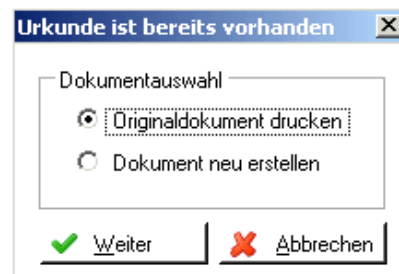 Urkunde ist bereits vorhanden
Dokumentauswahl
Originaldokument drucken
Dokument neu erstellen
Weiter Abbrechen